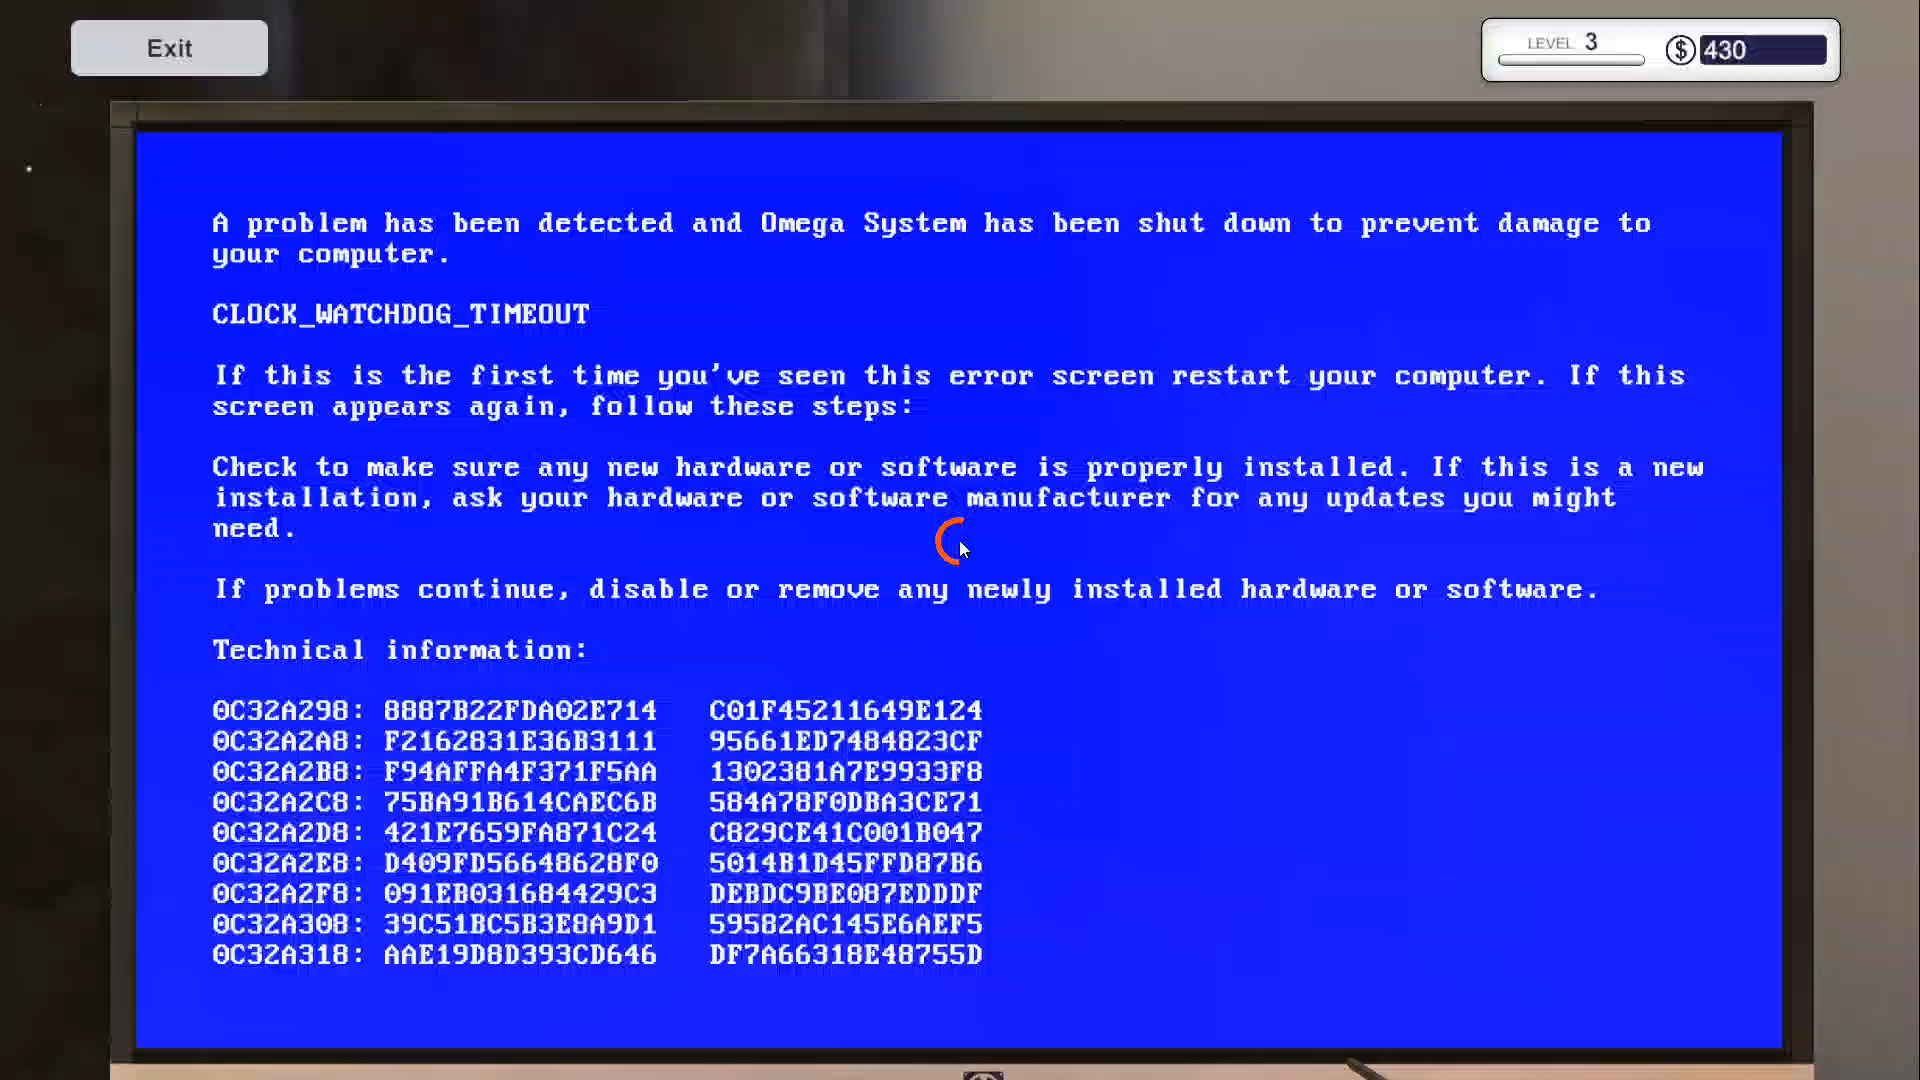 Exit
LEVEL 3
$ 430
A problem has been detected and Omega System has been shut down to prevent damage to
your computer.
CLOCK_WATCHDOG_TIMEOUT
If this is the first time you've seen this error screen restart your computer. If this
screen appears again, follow these steps:
Check to make sure any new hardware or software is properly installed. If this is a new
installation, ask your hardware or software manufacturer for any updates you might
need.
If problems continue, disable or remove any newly installed hardware or software.
Technical information:
0C32A298: 8887B22FDA02E714 C01F45211649E124
0C32A2A8: F2162831E36B3111 95661ED7484823CF
0C32A2B8: F94AFFA4F371F5AA 1302381A7E9933F8
0C32A2C8: 75BA91B614CAEC6B 584A78F0DBA3CE71
0C32A2D8: 421E7659FA871C24 C829CE41C001B047
0C32A2E8: D409FD56648628F0 5014B1D45FFD87B6
0C32A2F8: 091EB031684429C3 DEBDC9BE087EDDDF
0C32A308: 39C51BC5B3E8A9D1 59582AC145E6AEF5
0C32A318: AAE19D8D393CD646 DF7A66318E48755D